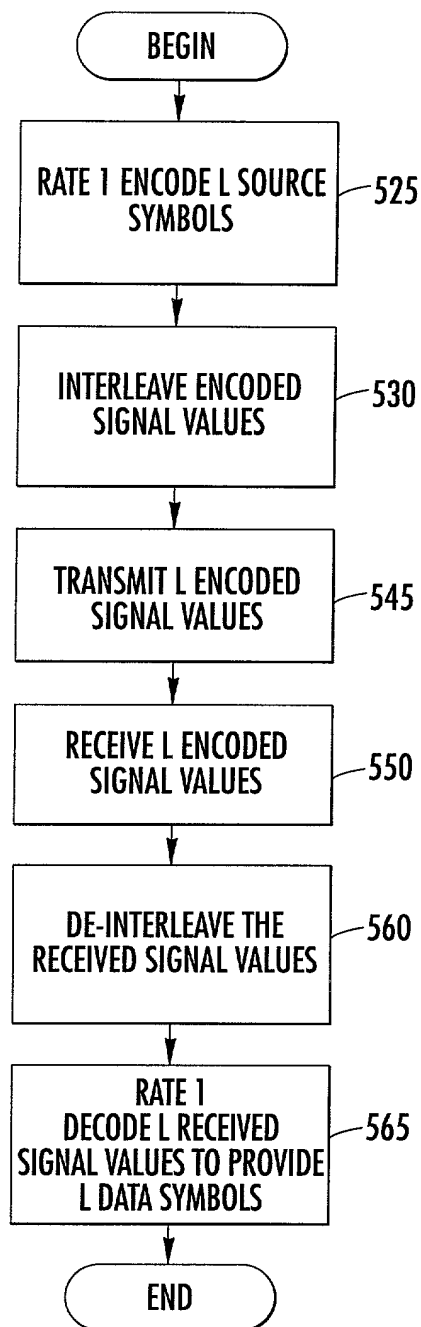 BEGIN
RATE 1 ENCODE L SOURCE
SYMBOLS
525
INTERLEAVE ENCODED
SIGNAL VALUES
530
TRANSMIT L ENCODED
SIGNAL VALUES
545
RECEIVE L ENCODED
SIGNAL VALUES
550
DE-INTERLEAVE THE
RECEIVED SIGNAL VALUES
560
RATE 1
DECODE L RECEIVED
SIGNAL VALUES TO PROVIDE
L DATA SYMBOLS
565
END